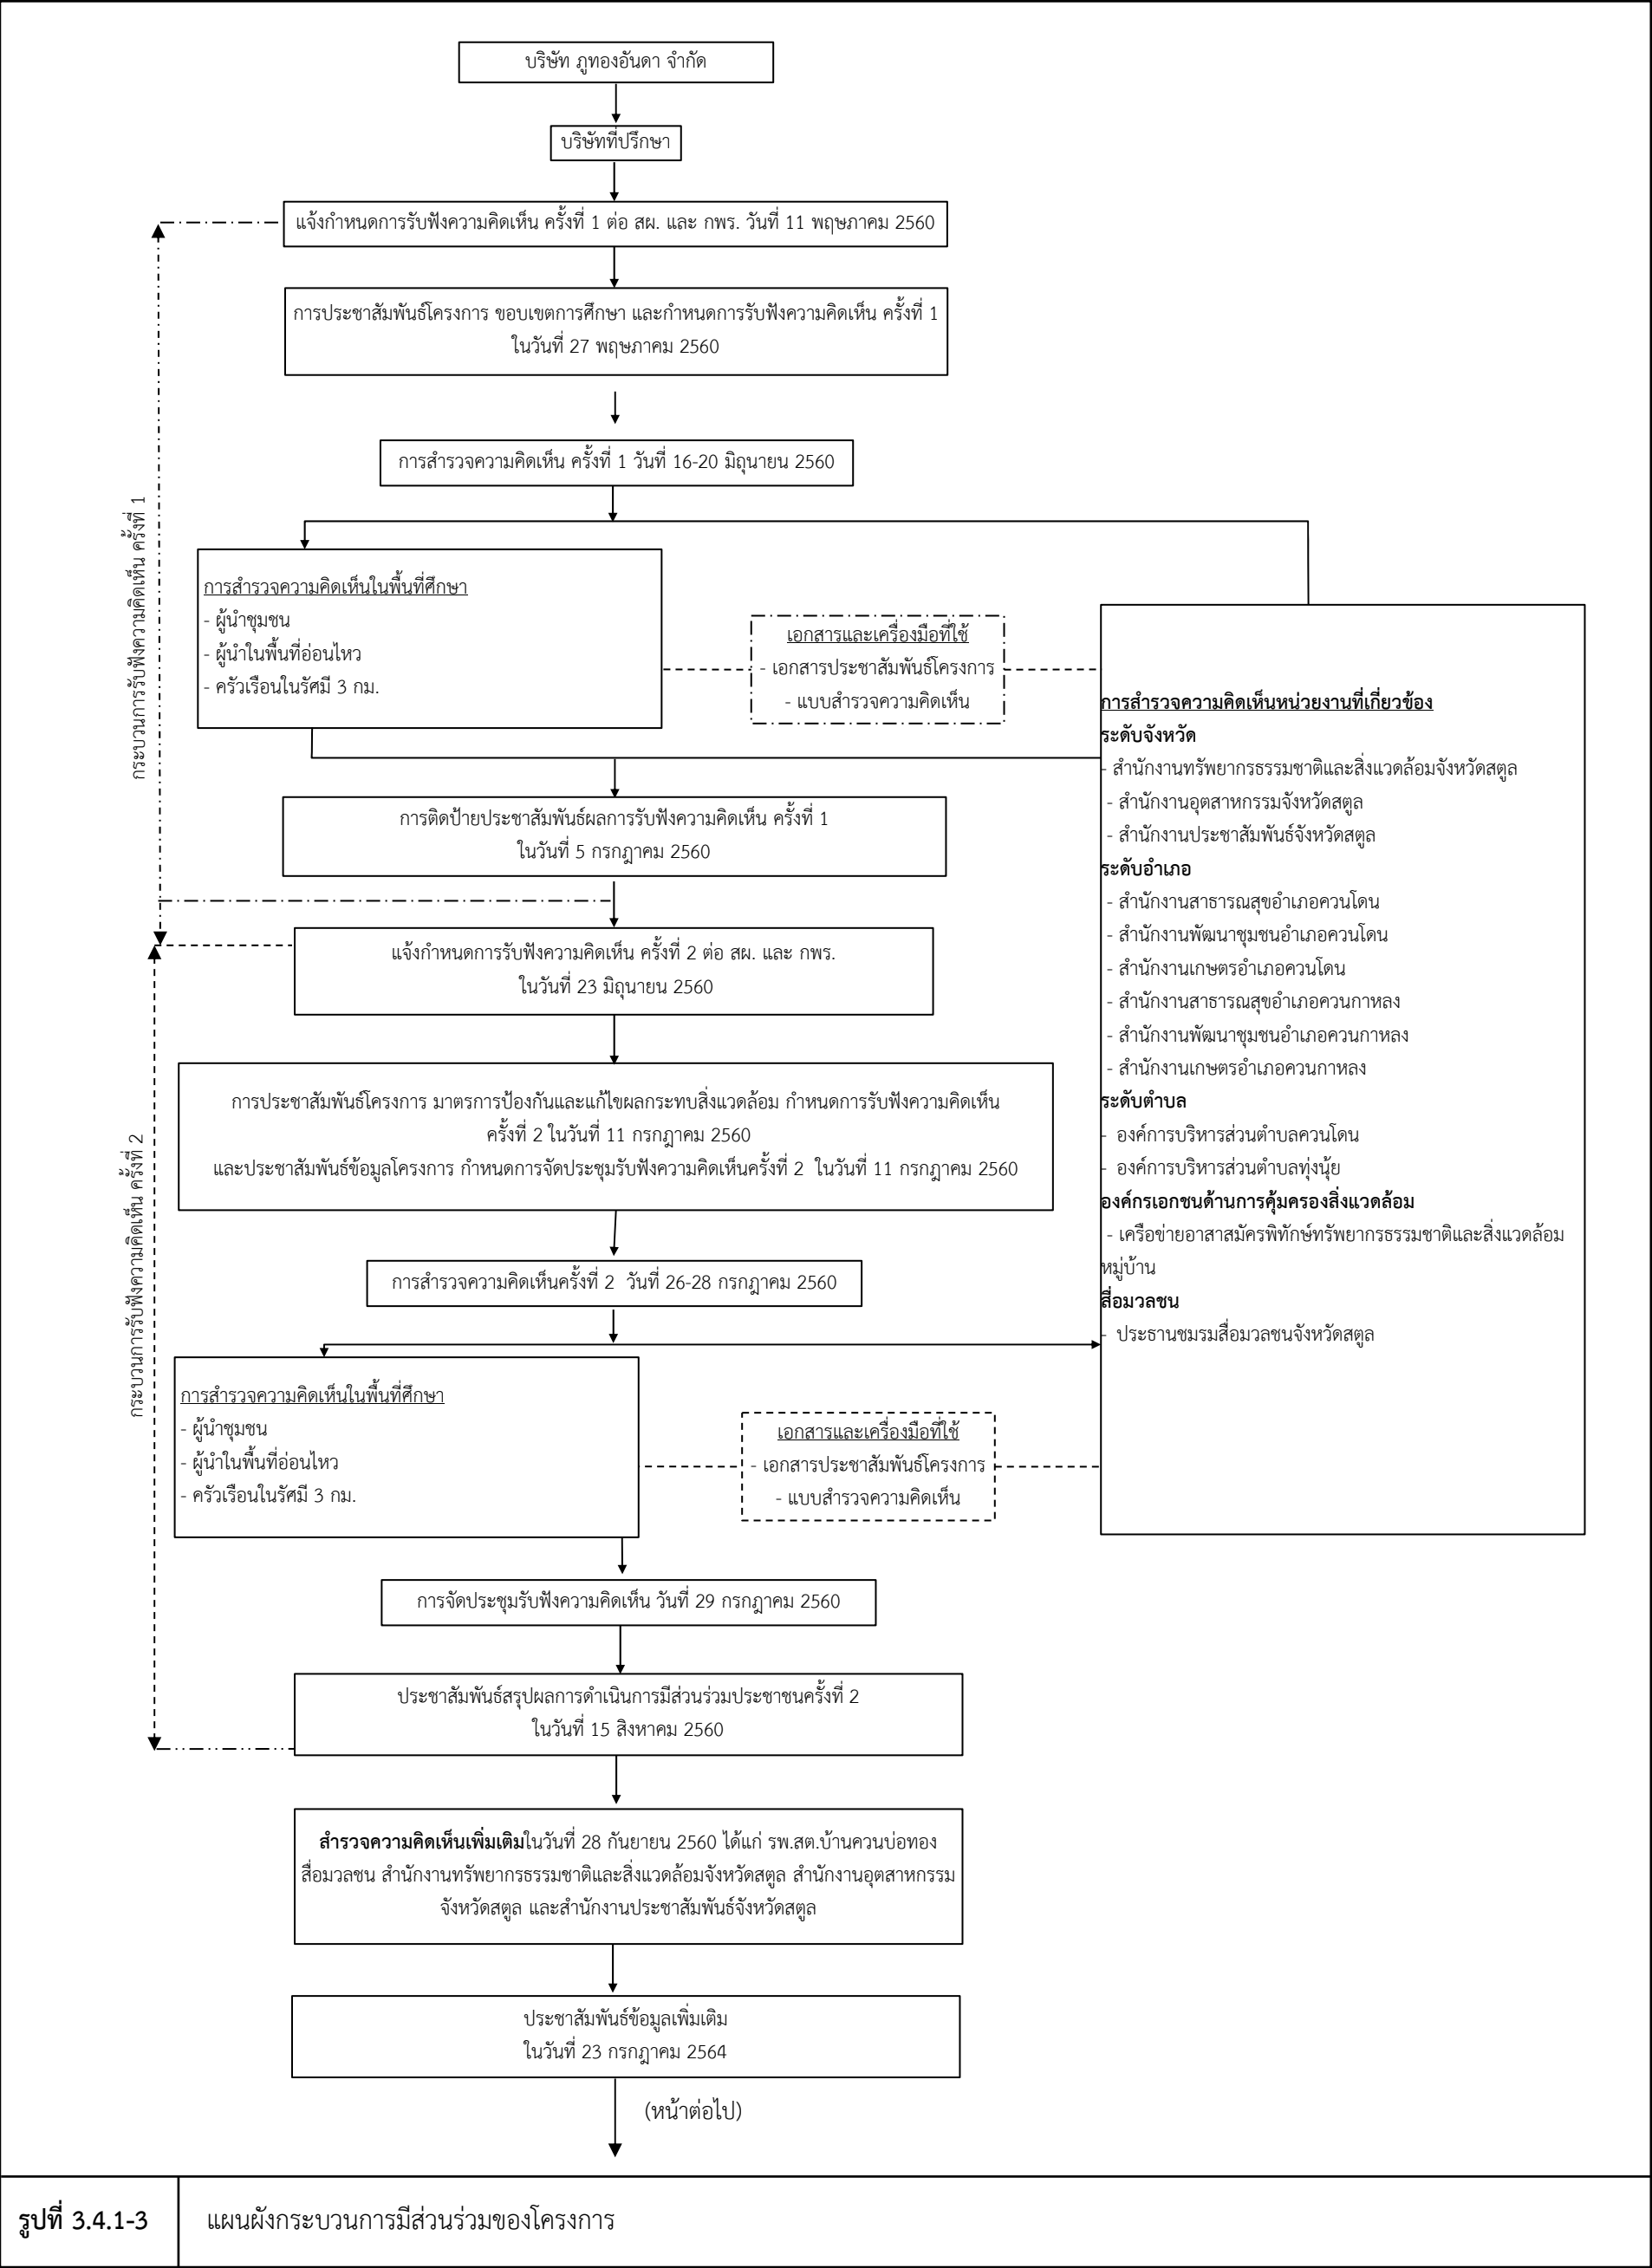 บริษัท ภูทองอันดา จำกัด
บริษัทที่ปรึกษา
แจ้งกำหนดการรับฟังความคิดเห็น ครั้งที่ 1 ต่อ สผ. และ กพร. วันที่ 11 พฤษภาคม 2560
การประชาสัมพันธ์โครงการ ขอบเขตการศึกษา และกำหนดการรับฟังความคิดเห็น ครั้งที่ 1
ในวันที่ 27 พฤษภาคม 2560
การสำรวจความคิดเห็น ครั้งที่ 1 วันที่ 16-20 มิถุนายน 2560
กระบวนการรับฟังความคิดเห็น ครั้งที่ 1
การสำรวจความคิดเห็นในพื้นที่ศึกษา
- ผู้นำชุมชน
- ผู้นำในพื้นที่อ่อนไหว
- ครัวเรือนในรัศมี 3 กม.
เอกสารและเครื่องมือที่ใช้
- เอกสารประชาสัมพันธ์โครงการ
- แบบสำรวจความคิดเห็น
การสำรวจความคิดเห็นหน่วยงานที่เกี่ยวข้อง
ระดับจังหวัด
- สำนักงานทรัพยากรธรรมชาติและสิ่งแวดล้อมจังหวัดสตูล
- สำนักงานอุตสาหกรรมจังหวัดสตูล
- สำนักงานประชาสัมพันธ์จังหวัดสตูล
ระดับอำเภอ
- สำนักงานสาธารณสุขอำเภอควนโดน
- สำนักงานพัฒนาชุมชนอำเภอควนโดน
- สำนักงานเกษตรอำเภอควนโดน
- สำนักงานสาธารณสุขอำเภอควนกาหลง
- สำนักงานพัฒนาชุมชนอำเภอควนกาหลง
- สำนักงานเกษตรอำเภอควนกาหลง
ระดับตำบล
- องค์การบริหารส่วนตำบลควนโดน
- องค์การบริหารส่วนตำบลทุ่งนุ้ย
องค์กรเอกชนด้านการคุ้มครองสิ่งแวดล้อม
- เครือข่ายอาสาสมัครพิทักษ์ทรัพยากรธรรมชาติและสิ่งแวดล้อม
หมู่บ้าน
สื่อมวลชน
- ประธานชมรมสื่อมวลชนจังหวัดสตูล
การติดป้ายประชาสัมพันธ์ผลการรับฟังความคิดเห็น ครั้งที่ 1
ในวันที่ 5 กรกฎาคม 2560
แจ้งกำหนดการรับฟังความคิดเห็น ครั้งที่ 2 ต่อ สผ. และ กพร.
ในวันที่ 23 มิถุนายน 2560
การประชาสัมพันธ์โครงการ มาตรการป้องกันและแก้ไขผลกระทบสิ่งแวดล้อม กำหนดการรับฟังความคิดเห็น
ครั้งที่ 2 ในวันที่ 11 กรกฎาคม 2560
และประชาสัมพันธ์ข้อมูลโครงการ กำหนดการจัดประชุมรับฟังความคิดเห็นครั้งที่ 2 ในวันที่ 11 กรกฎาคม 2560
กระบวนการรับฟังความคิดเห็น ครั้งที่ 2
การสำรวจความคิดเห็นครั้งที่ 2 วันที่ 26-28 กรกฎาคม 2560
การสำรวจความคิดเห็นในพื้นที่ศึกษา
- ผู้นำชุมชน
- ผู้นำในพื้นที่อ่อนไหว
- ครัวเรือนในรัศมี 3 กม.
เอกสารและเครื่องมือที่ใช้
- เอกสารประชาสัมพันธ์โครงการ
- แบบสำรวจความคิดเห็น
การจัดประชุมรับฟังความคิดเห็น วันที่ 29 กรกฎาคม 2560
ประชาสัมพันธ์สรุปผลการดำเนินการมีส่วนร่วมประชาชนครั้งที่ 2
ในวันที่ 15 สิงหาคม 2560
สำรวจความคิดเห็นเพิ่มเติมในวันที่ 28 กันยายน 2560 ได้แก่ รพ.สต.บ้านควนบ่อทอง
สื่อมวลชน สำนักงานทรัพยากรธรรมชาติและสิ่งแวดล้อมจังหวัดสตูล สำนักงานอุตสาหกรรม
จังหวัดสตูล และสำนักงานประชาสัมพันธ์จังหวัดสตูล
ประชาสัมพันธ์ข้อมูลเพิ่มเติม
ในวันที่ 23 กรกฎาคม 2564
(หน้าต่อไป)
รูปที่ 3.4.1-3
แผนผังกระบวนการมีส่วนร่วมของโครงการ